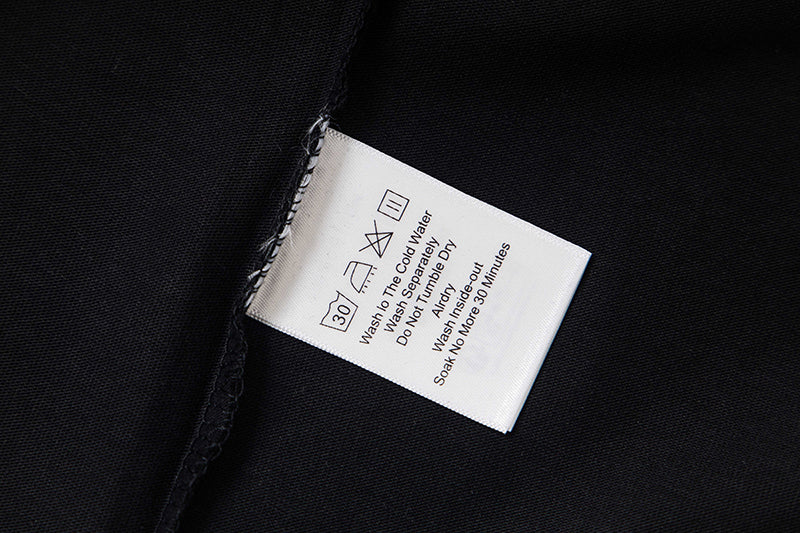 30
Wash Io The Cold Water
Wash Separately
Do Not Tumble Dry
Airdry
Wash Inside-out
Soak No More 30 Minutes